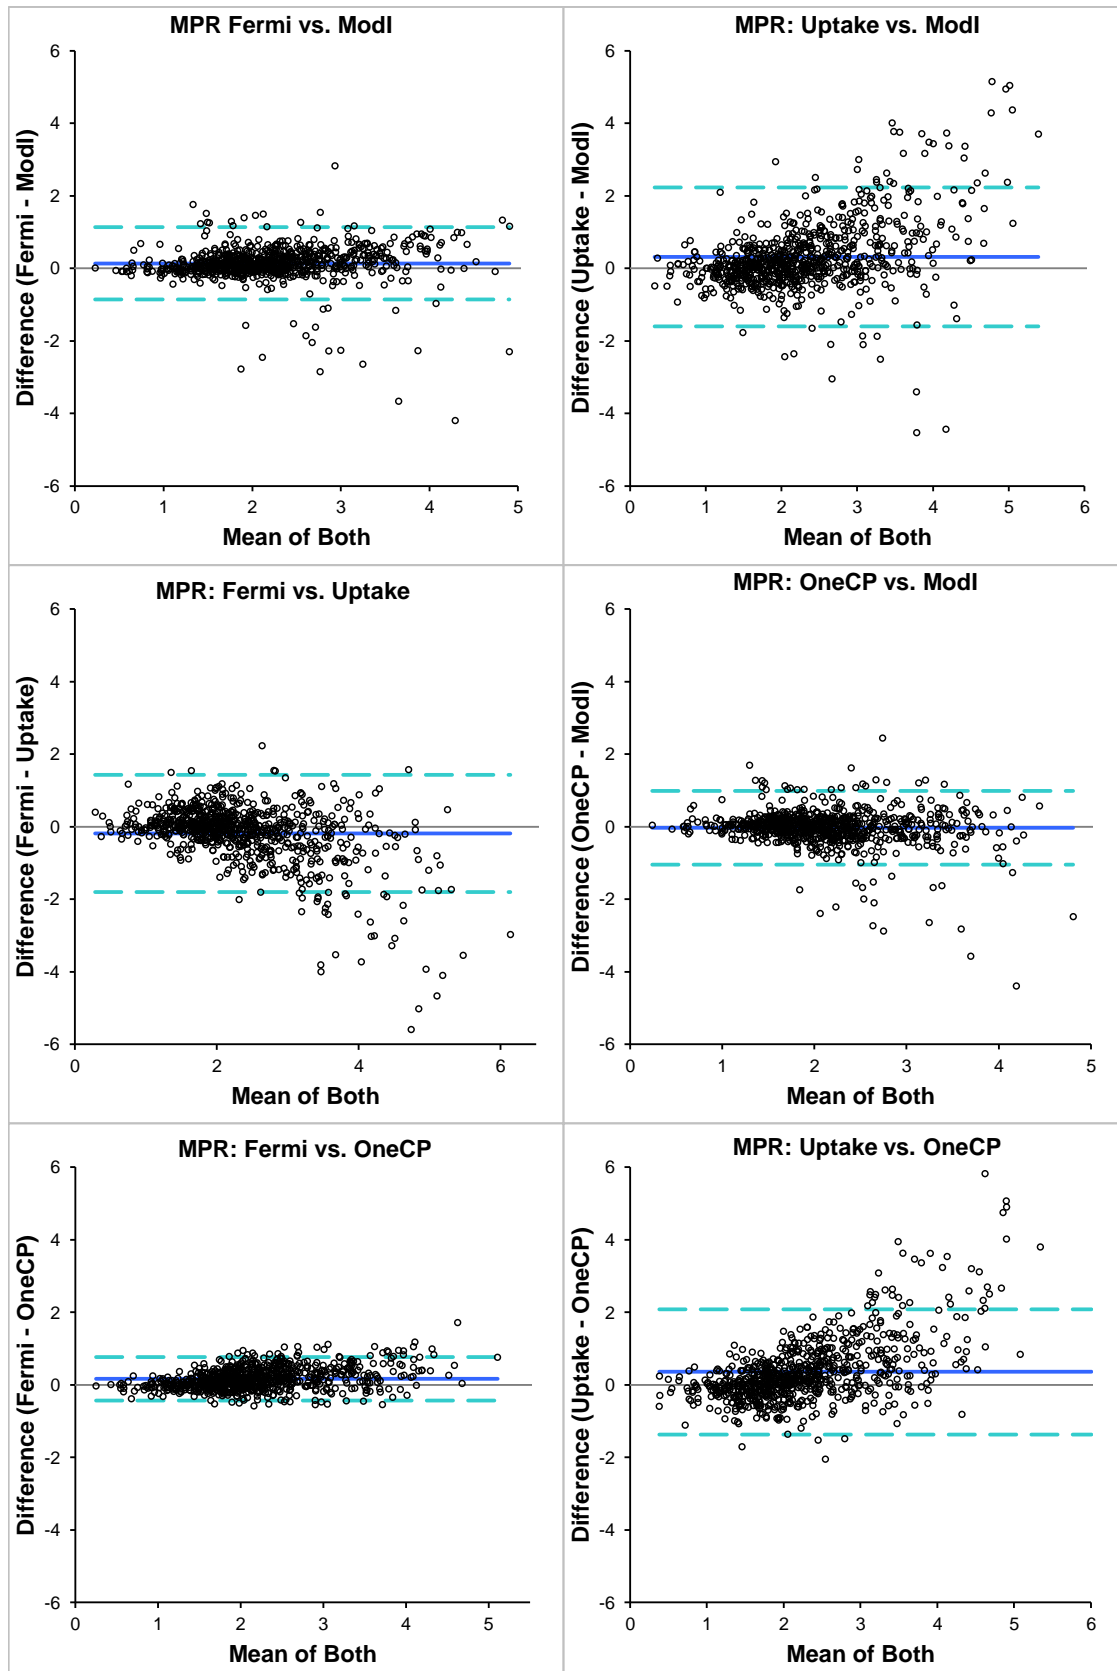 MPR Fermi vs. ModI
6
4
2
0
-2
-4
-6
0 1 2 3 4 5
Difference (Fermi - ModI)
Mean of Both
MPR: Uptake vs. ModI
6
4
2
0
-2
-4
-6
0 1 2 3 4 5 6
Difference (Uptake - ModI)
Mean of Both
MPR: Fermi vs. Uptake
6
4
2
0
-2
-4
-6
0 2 4 6
Difference (Fermi - Uptake)
Mean of Both
MPR: OneCP vs. ModI
6
4
2
0
-2
-4
-6
0 1 2 3 4 5
Difference (OneCP - ModI)
Mean of Both
MPR: Fermi vs. OneCP
6
4
2
0
-2
-4
-6
0 1 2 3 4 5
Difference (Fermi - OneCP)
Mean of Both
MPR: Uptake vs. OneCP
6
4
2
0
-2
-4
-6
0 1 2 3 4 5 6
Difference (Uptake - OneCP)
Mean of Both